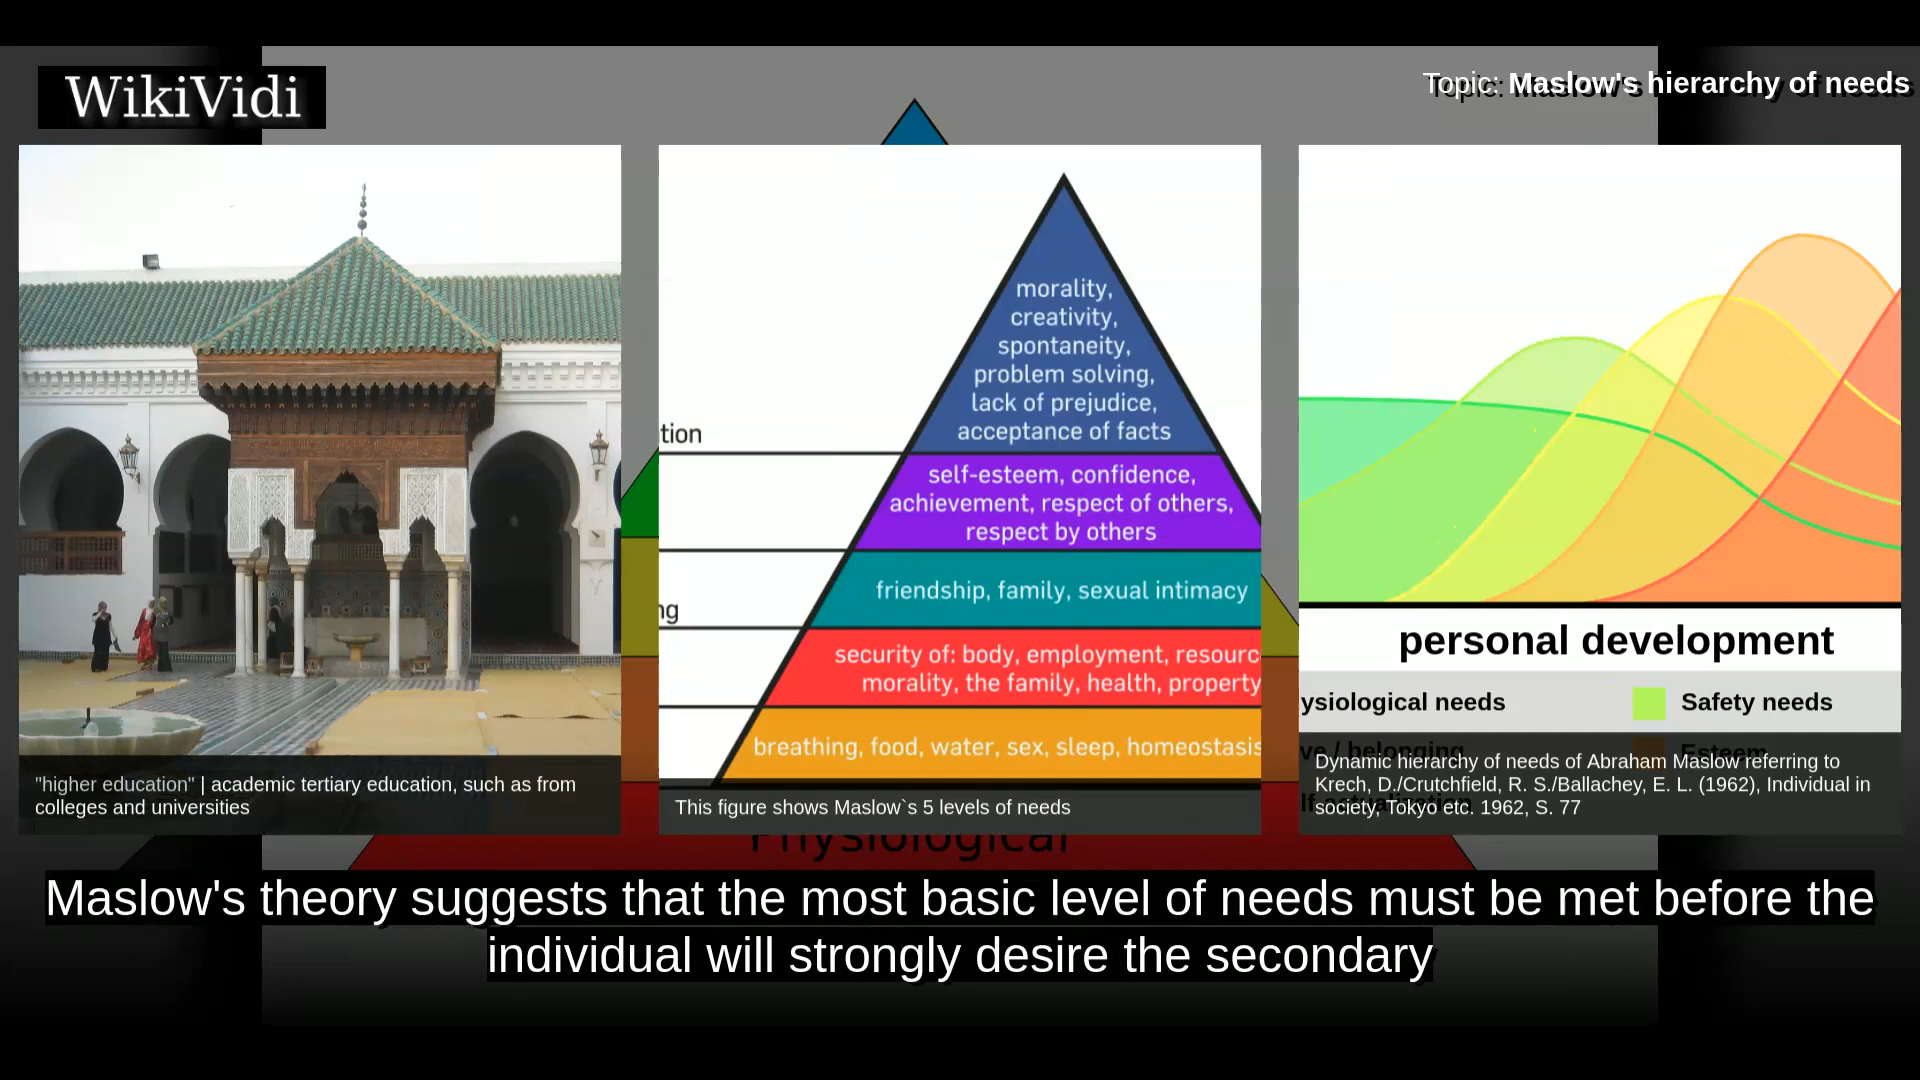 WikiVidi
Topic: Maslow's hierarchy of needs
"higher education" | academic tertiary education, such as from
colleges and universities
tion
morality,
creativity,
spontaneity,
problem solving,
lack of prejudice,
acceptance of facts
self-esteem, confidence,
achievement, respect of others,
respect by others
ng
friendship, family, sexual intimacy
security of: body, employment, resourc
morality, the family, health, property
breathing, food, water, sex, sleep, homeostasis
This figure shows Maslow`s 5 levels of needs
personal development
ysiological needs
Safety needs
ve / belonging
Esteem
lf-actualisation
Dynamic hierarchy of needs of Abraham Maslow referring to
Krech, D./Crutchfield, R. S./Ballachey, E. L. (1962), Individual in
society, Tokyo etc. 1962, S. 77
Physiological
Maslow's theory suggests that the most basic level of needs must be met before the
individual will strongly desire the secondary